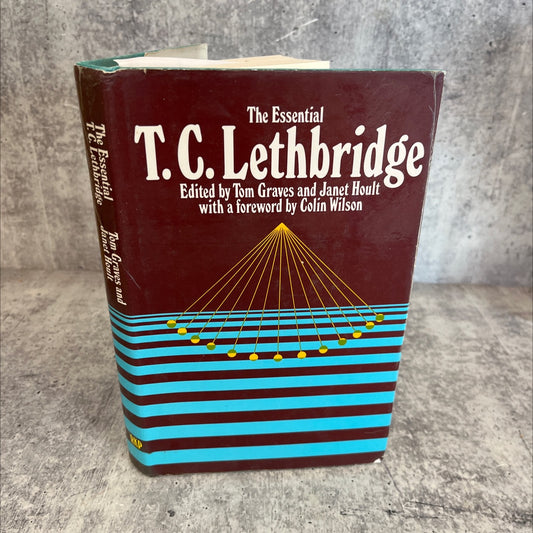 The Essential
T. C. Lethbridge
Edited by Tom Graves and Janet Hoult
with a foreword by Colin Wilson
The Essential
T. C. Lethbridge
Tom Graves and
Janet Hoult
RKP